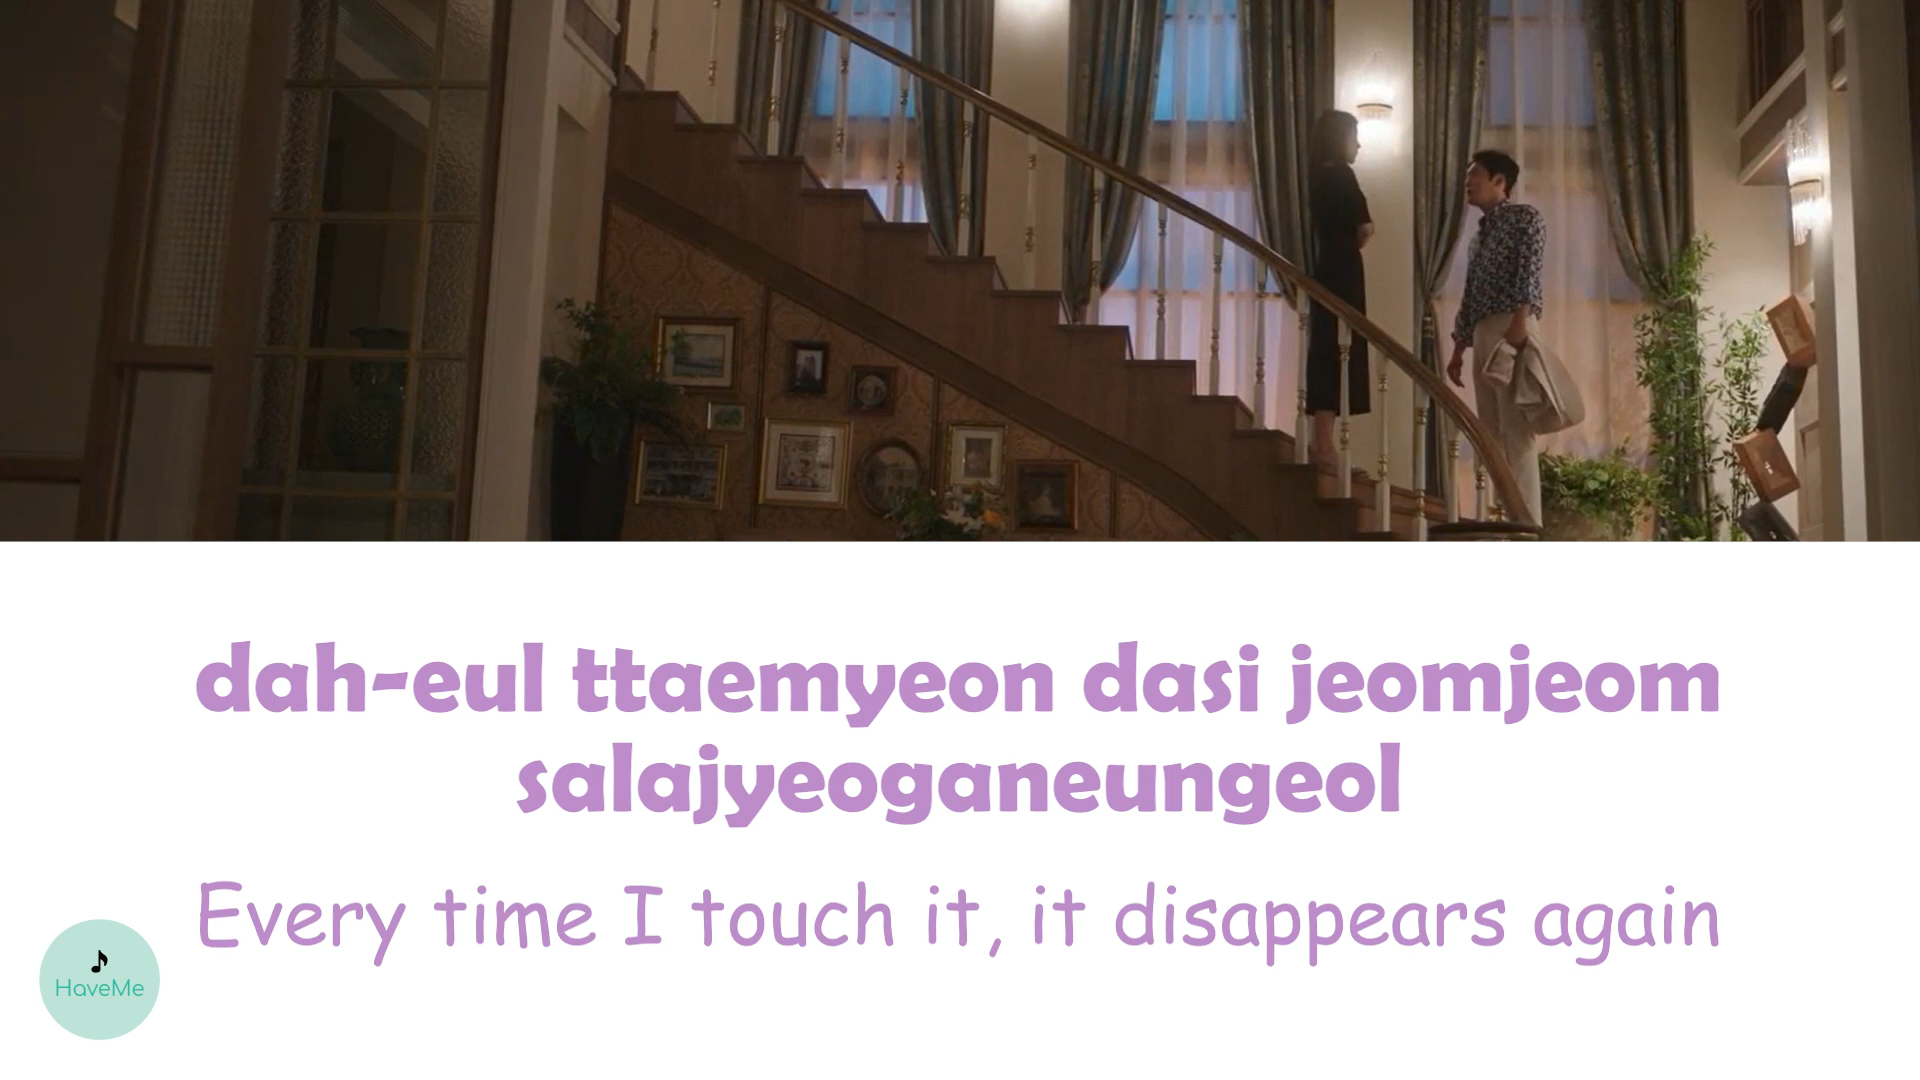 dah-eul ttaemyeon dasi jeomjeom
salajyeoganeungeol
Every time I touch it, it disappears again
HaveMe